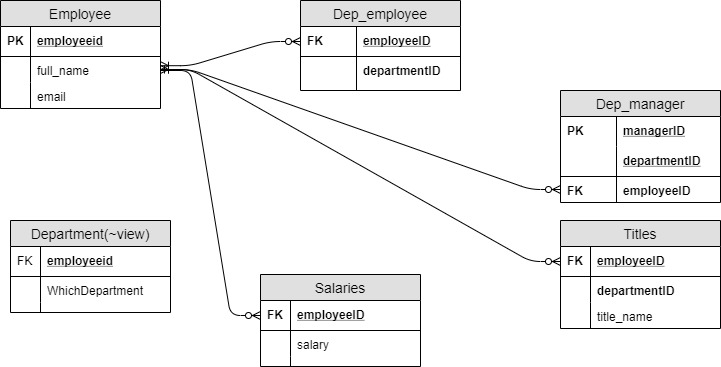 Employee
PK employeeid
full_name
email
Dep_employee
FK employeeID
departmentID
Dep_manager
PK managerID
departmentID
FK employeeID
Department(~view)
FK employeeid
WhichDepartment
Salaries
FK employeeID
salary
Titles
FK employeeID
departmentID
title_name